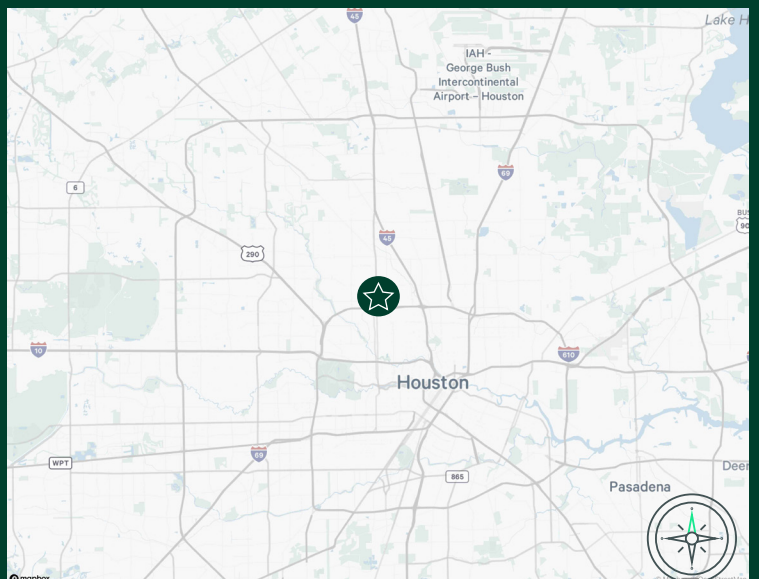 45
Lake H
IAH -
George Bush
Intercontinental
Airport - Houston
69
6
BUS
90
45
290
10
610
Houston
69
WPT
865
Deer
Pasadena
mapbox